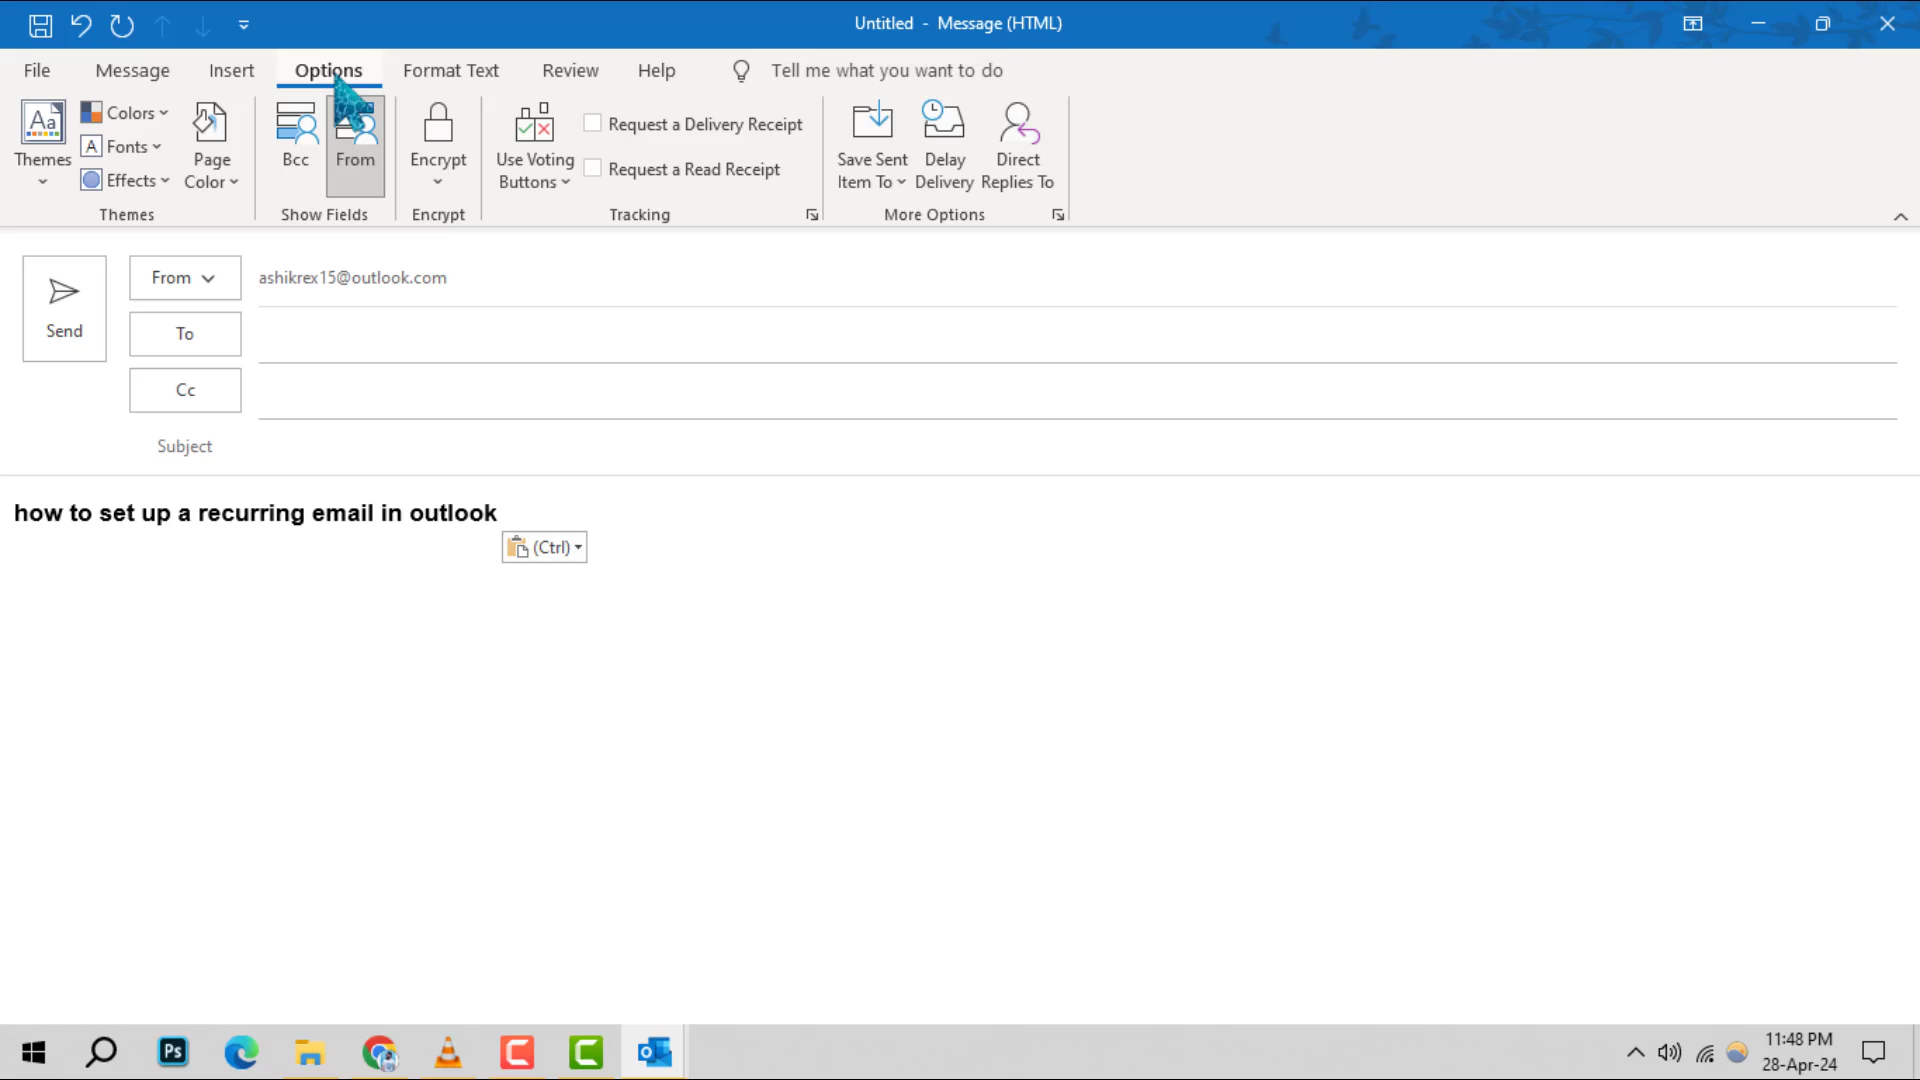 Untitled - Message (HTML)
File Message Insert Options Format Text Review Help Tell me what you want to do
Aa Themes
Colors
A Fonts
Effects
Page Color
Themes
Bcc From
Show Fields
Encrypt
Encrypt
Use Voting Buttons
Request a Delivery Receipt
Request a Read Receipt
Tracking
Save Sent Item To
Delay Delivery
Direct Replies To
More Options
Send
From ashikrex15@outlook.com
To
Cc
Subject
how to set up a recurring email in outlook
(Ctrl)
Ps
11:48 PM
28-Apr-24